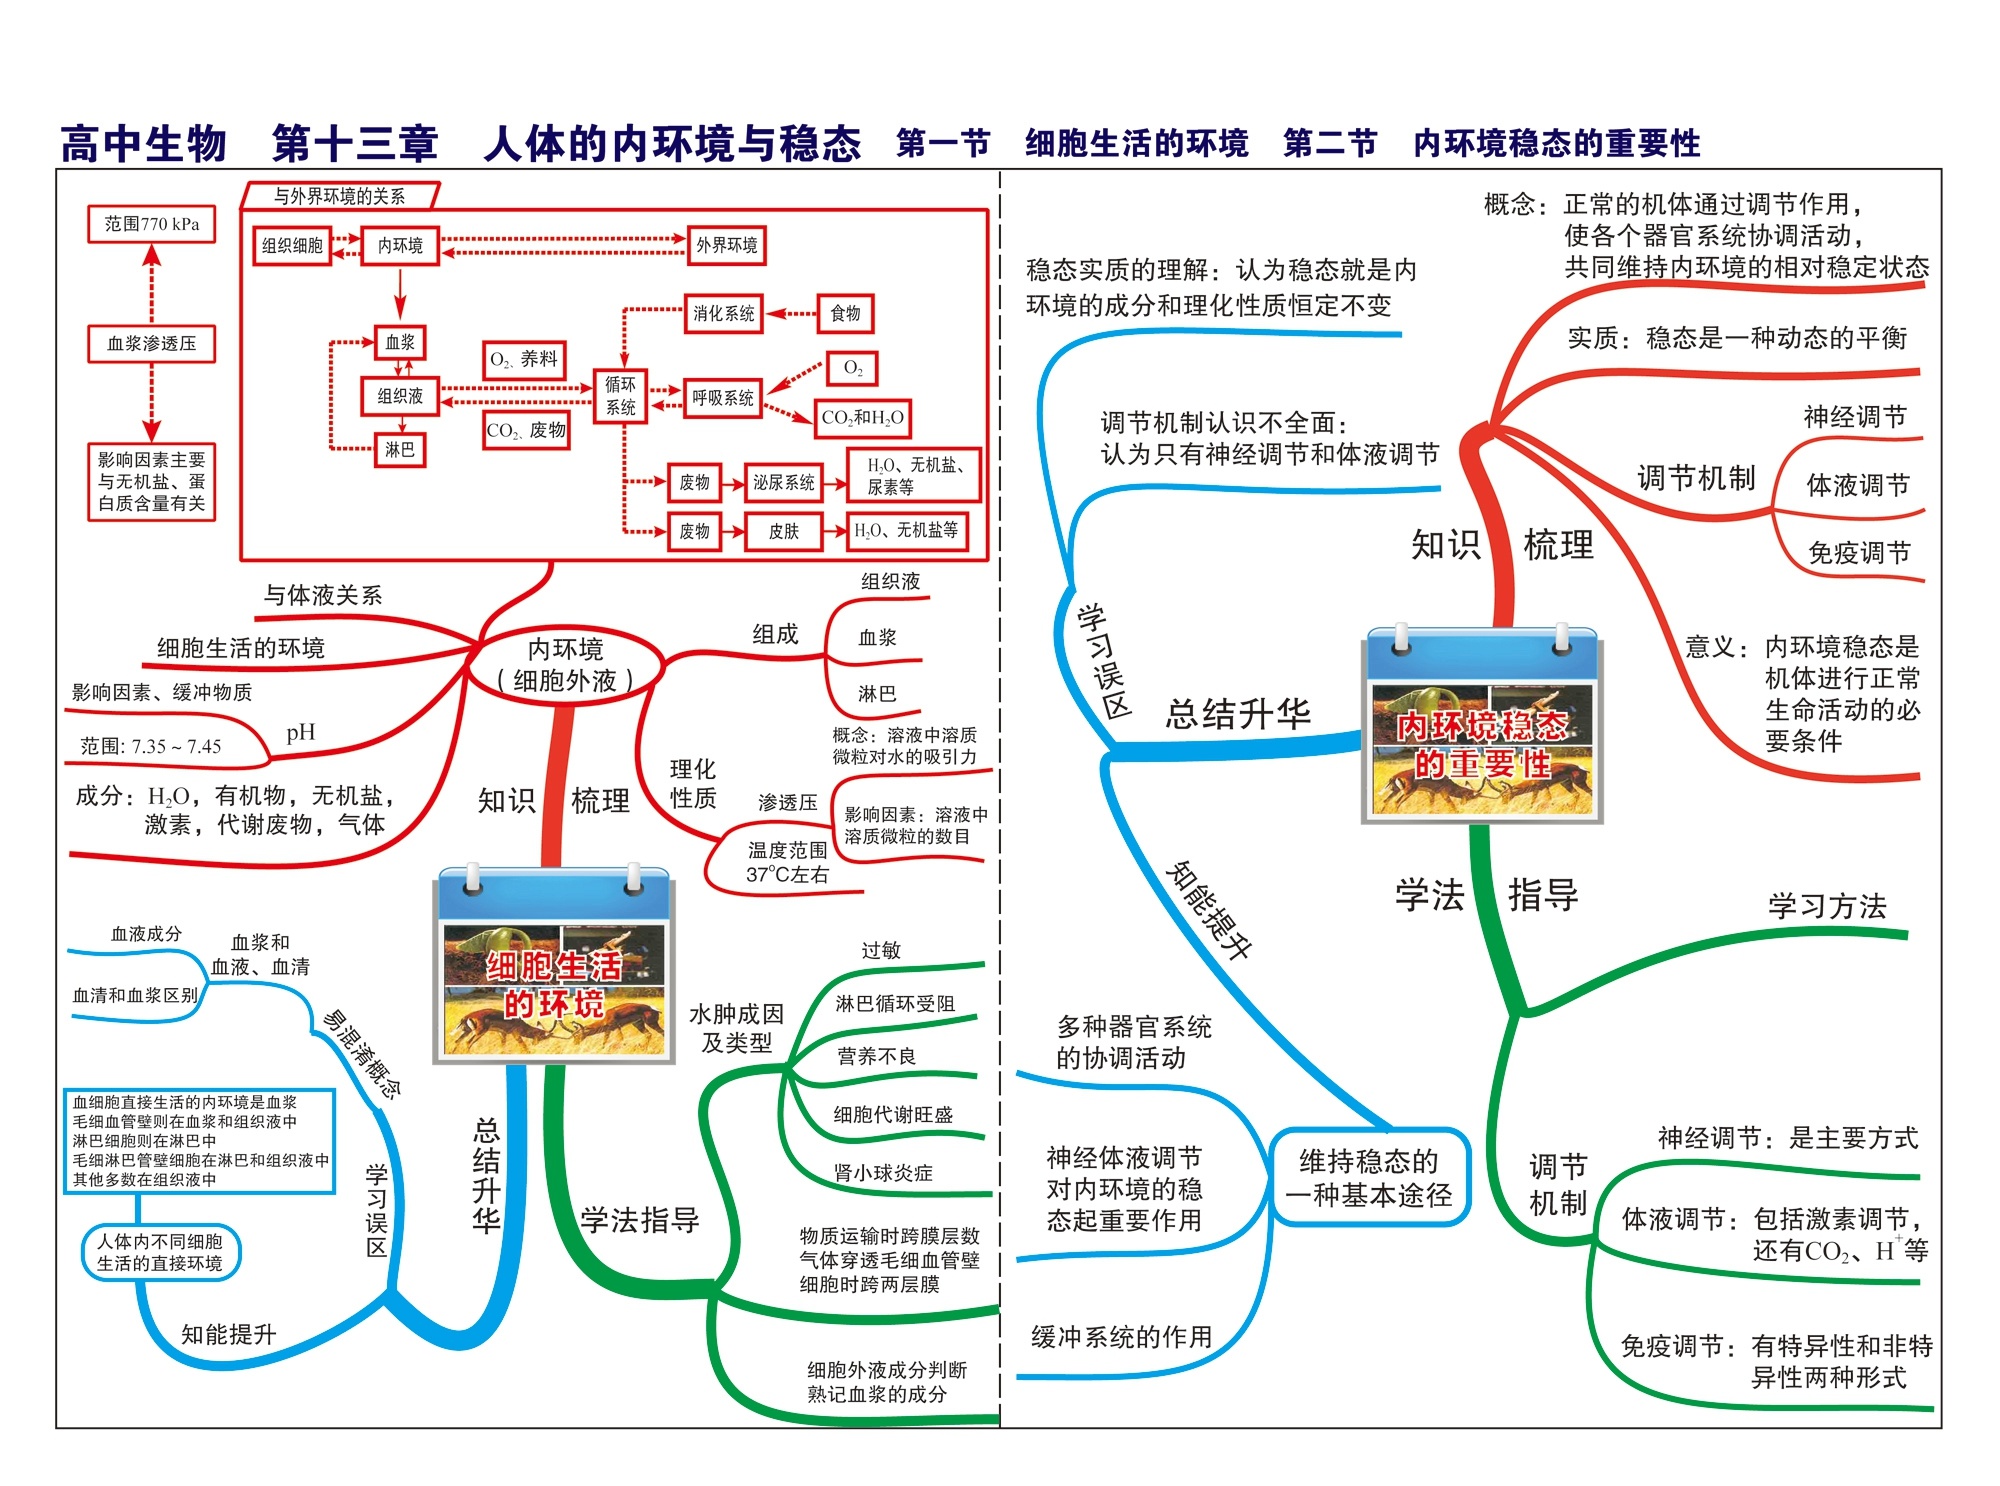 高中生物 第十三章 人体的内环境与稳态 第一节 细胞生活的环境 第二节 内环境稳态的重要性
范围770 kPa
血浆渗透压
影响因素主要
与无机盐、蛋
白质含量有关
与外界环境的关系
组织细胞
内环境
外界环境
血浆
组织液
淋巴
O₂、养料
CO₂、废物
循环
系统
消化系统
食物
呼吸系统
O₂
CO₂和H₂O
废物
泌尿系统
H₂O、无机盐、
尿素等
废物
皮肤
H₂O、无机盐等
与体液关系
细胞生活的环境
影响因素、缓冲物质
范围: 7.35 ~ 7.45
pH
成分：H₂O，有机物，无机盐，
激素，代谢废物，气体
内环境
（细胞外液）
组成
组织液
血浆
淋巴
理化
性质
渗透压
概念：溶液中溶质
微粒对水的吸引力
影响因素：溶液中
溶质微粒的数目
温度范围
37℃左右
知识 梳理
细胞生活
的环境
血液成分
血清和血浆区别
血浆和
血液、血清
易混淆概念
血细胞直接生活的内环境是血浆
毛细血管壁则在血浆和组织液中
淋巴细胞则在淋巴中
毛细淋巴管壁细胞在淋巴和组织液中
其他多数在组织液中
人体内不同细胞
生活的直接环境
学习误区
知能提升
总结升华
学法指导
水肿成因
及类型
过敏
淋巴循环受阻
营养不良
细胞代谢旺盛
肾小球炎症
物质运输时跨膜层数
气体穿透毛细血管壁
细胞时跨两层膜
细胞外液成分判断
熟记血浆的成分
稳态实质的理解：认为稳态就是内
环境的成分和理化性质恒定不变
调节机制认识不全面：
认为只有神经调节和体液调节
学习误区
总结升华
知能提升
概念：正常的机体通过调节作用，
使各个器官系统协调活动，
共同维持内环境的相对稳定状态
实质：稳态是一种动态的平衡
调节机制
神经调节
体液调节
免疫调节
意义：内环境稳态是
机体进行正常
生命活动的必
要条件
知识 梳理
内环境稳态
的重要性
学法 指导
学习方法
多种器官系统
的协调活动
神经体液调节
对内环境的稳
态起重要作用
缓冲系统的作用
维持稳态的
一种基本途径
调节
机制
神经调节：是主要方式
体液调节：包括激素调节，
还有CO₂、H⁺等
免疫调节：有特异性和非特
异性两种形式